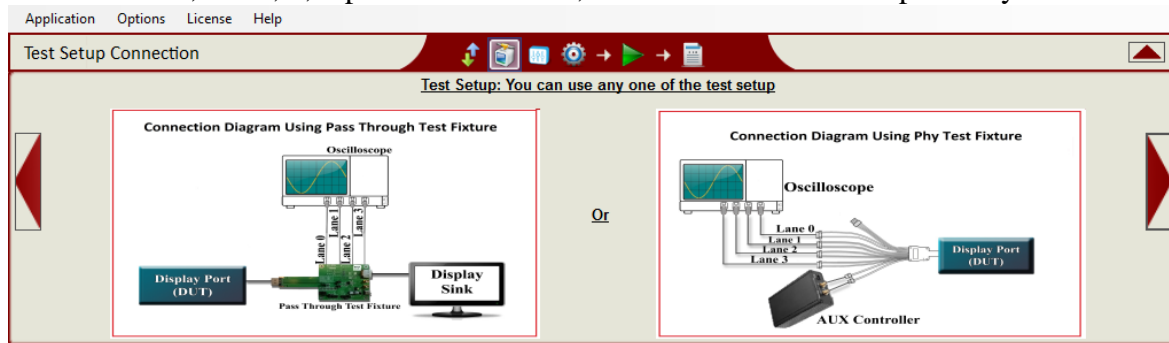 Application Options License Help
Test Setup Connection
Test Setup: You can use any one of the test setup
Connection Diagram Using Pass Through Test Fixture
Oscilloscope
Lane 0
Lane 1
Lane 2
Lane 3
Display Port
(DUT)
Pass Through Test Fixture
Display
Sink
Or
Connection Diagram Using Phy Test Fixture
Oscilloscope
Lane 0
Lane 1
Lane 2
Lane 3
Display Port
(DUT)
AUX Controller